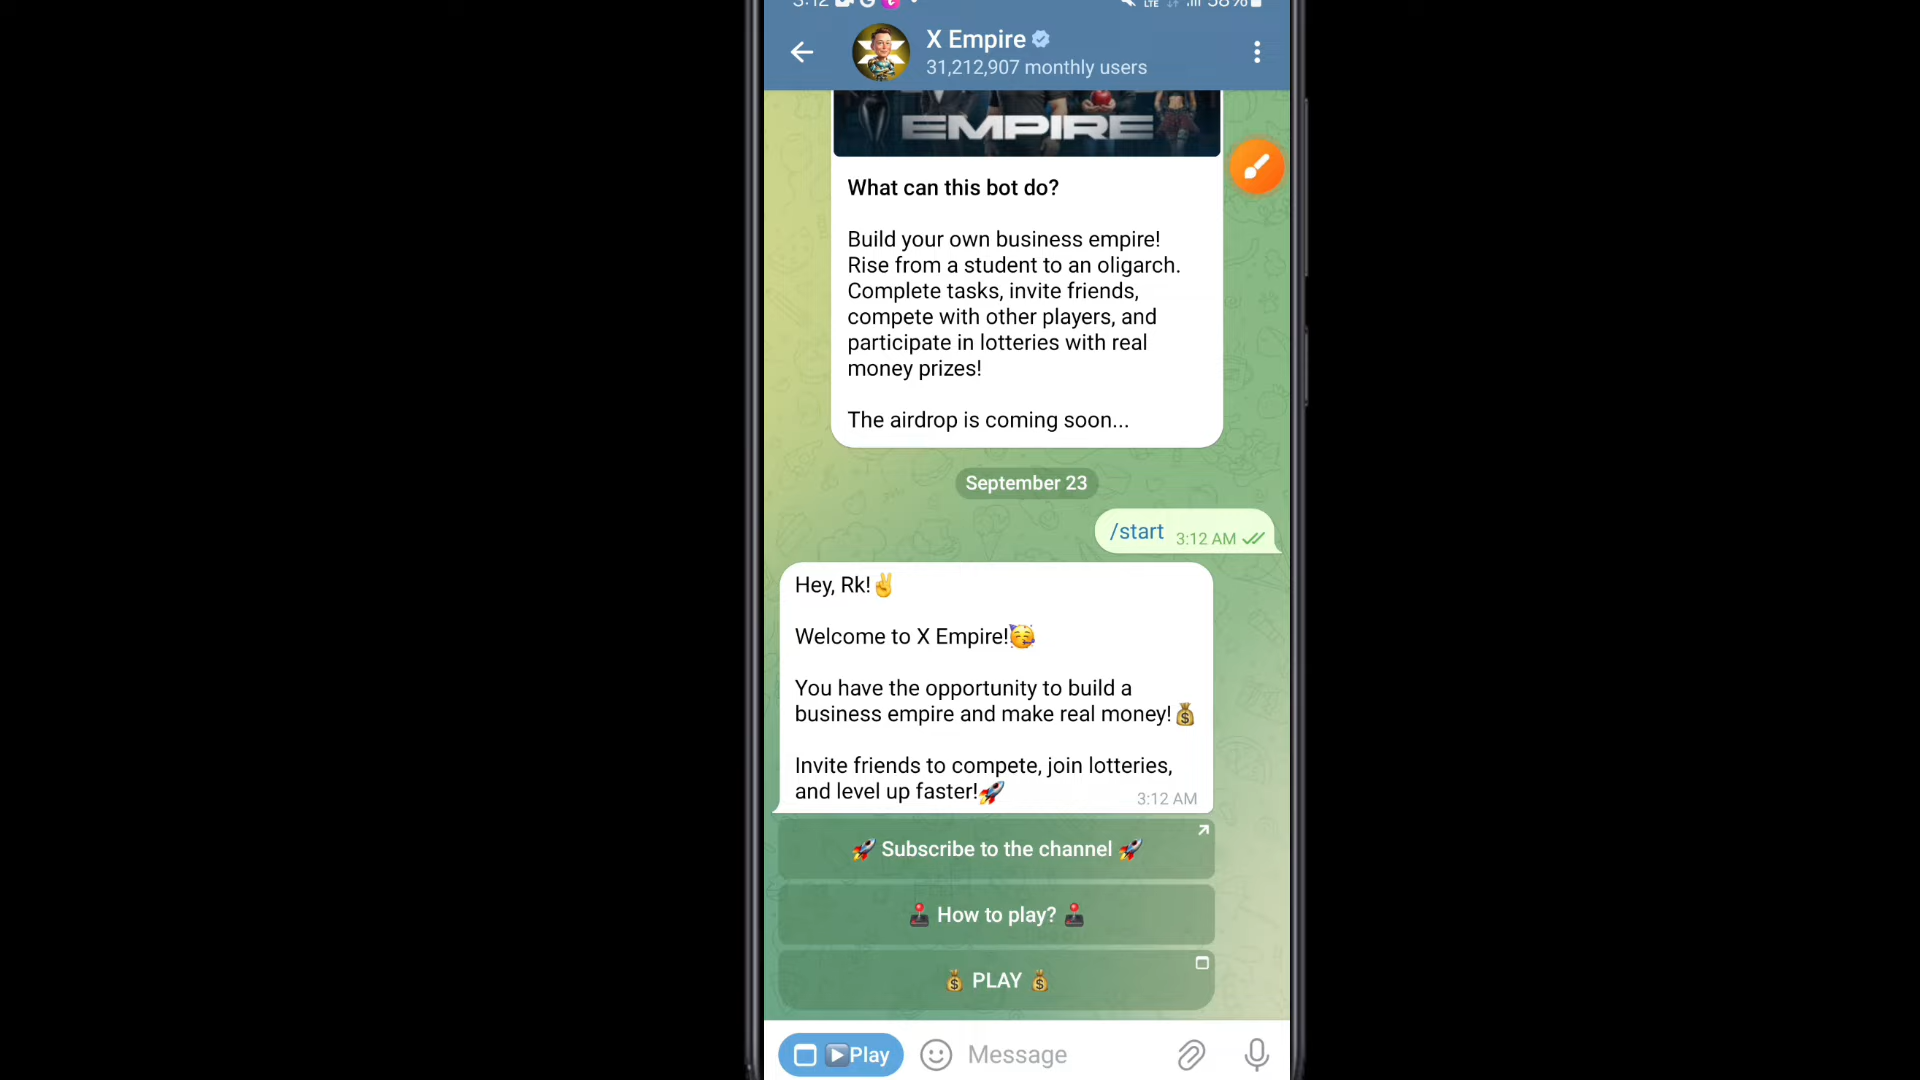 3:12
LTE
58%
X Empire
31,212,907 monthly users
EMPIRE
What can this bot do?
Build your own business empire!
Rise from a student to an oligarch.
Complete tasks, invite friends,
compete with other players, and
participate in lotteries with real
money prizes!
The airdrop is coming soon...
September 23
/start 3:12 AM
Hey, Rk!✌️
Welcome to X Empire!🥳
You have the opportunity to build a
business empire and make real money!💰
Invite friends to compete, join lotteries,
and level up faster!🚀
3:12 AM
🚀 Subscribe to the channel 🚀
🕹️ How to play? 🕹️
💰 PLAY 💰
▶️Play
Message